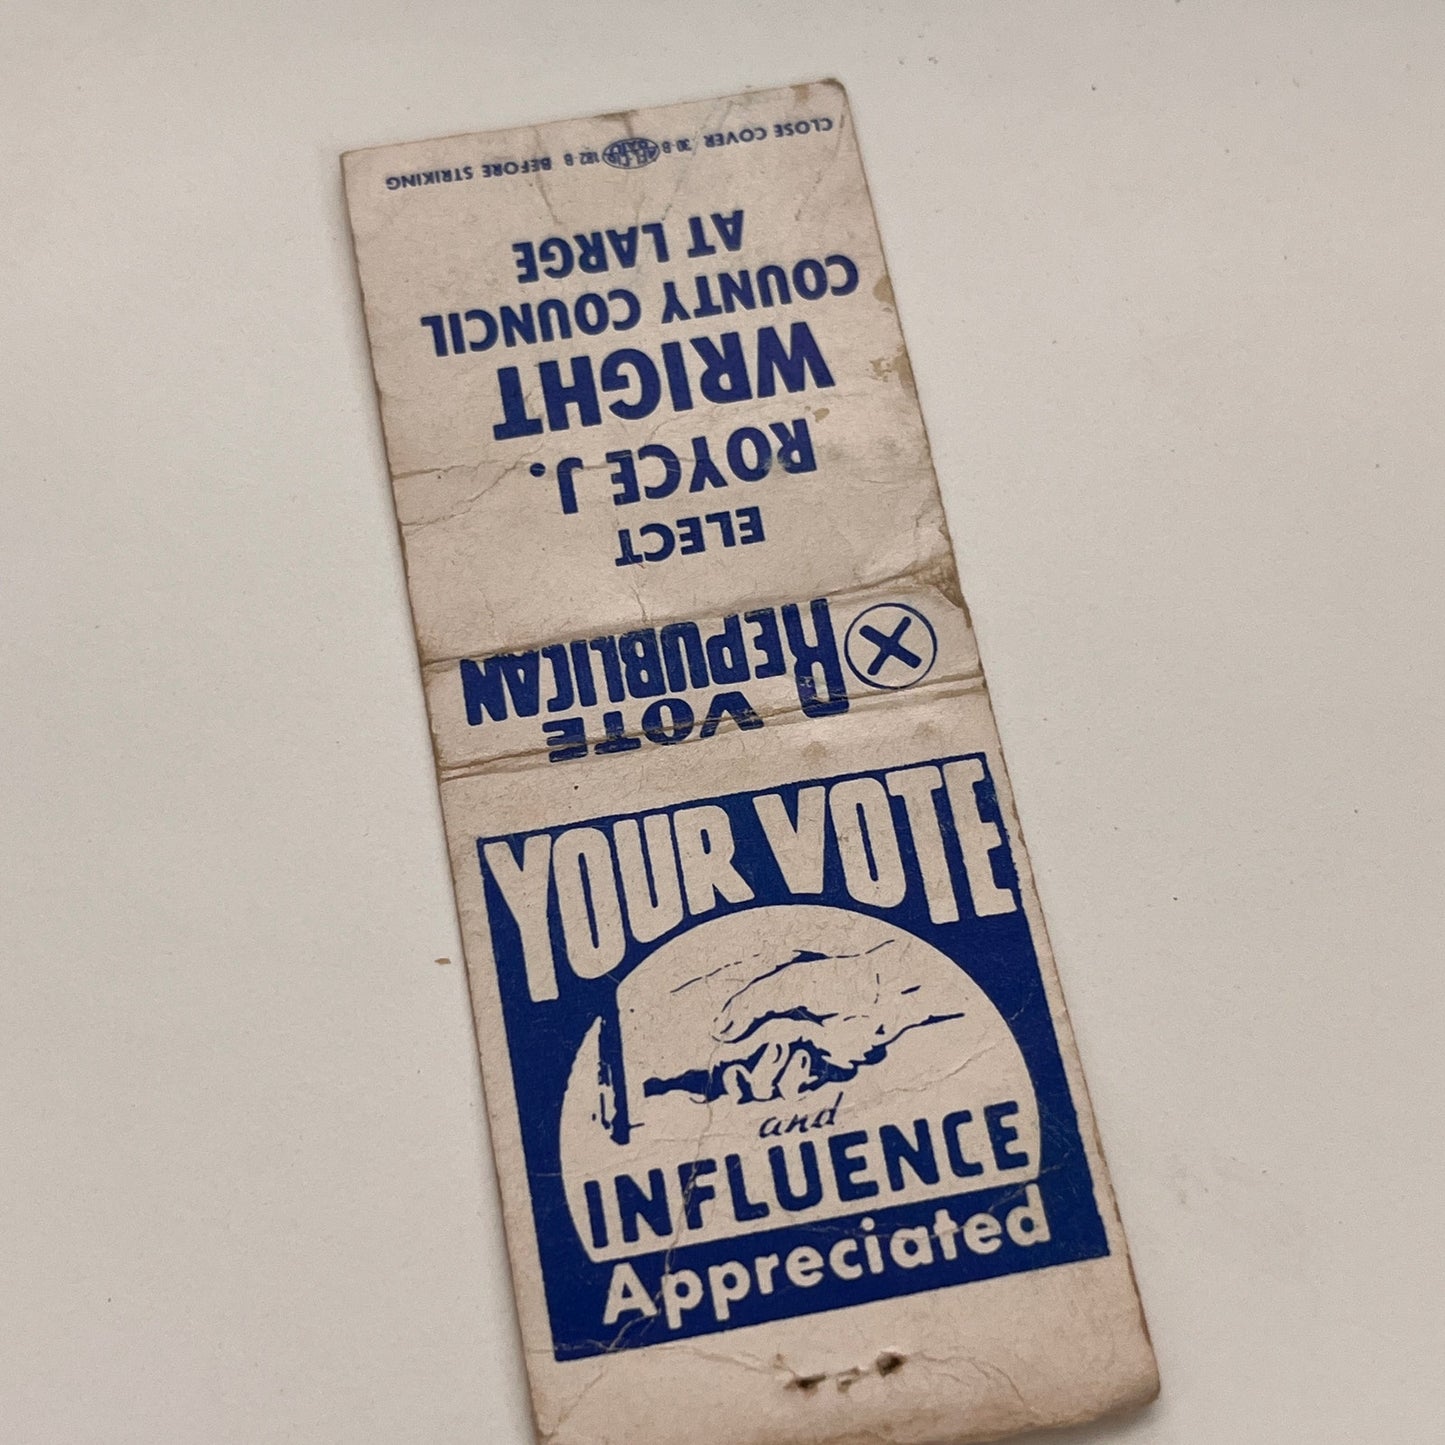 VOTE
REPUBLICAN
ELECT
ROYCE J.
WRIGHT
COUNTY COUNCIL
AT LARGE
CLOSE COVER BEFORE STRIKING
YOUR VOTE
and
INFLUENCE
Appreciated